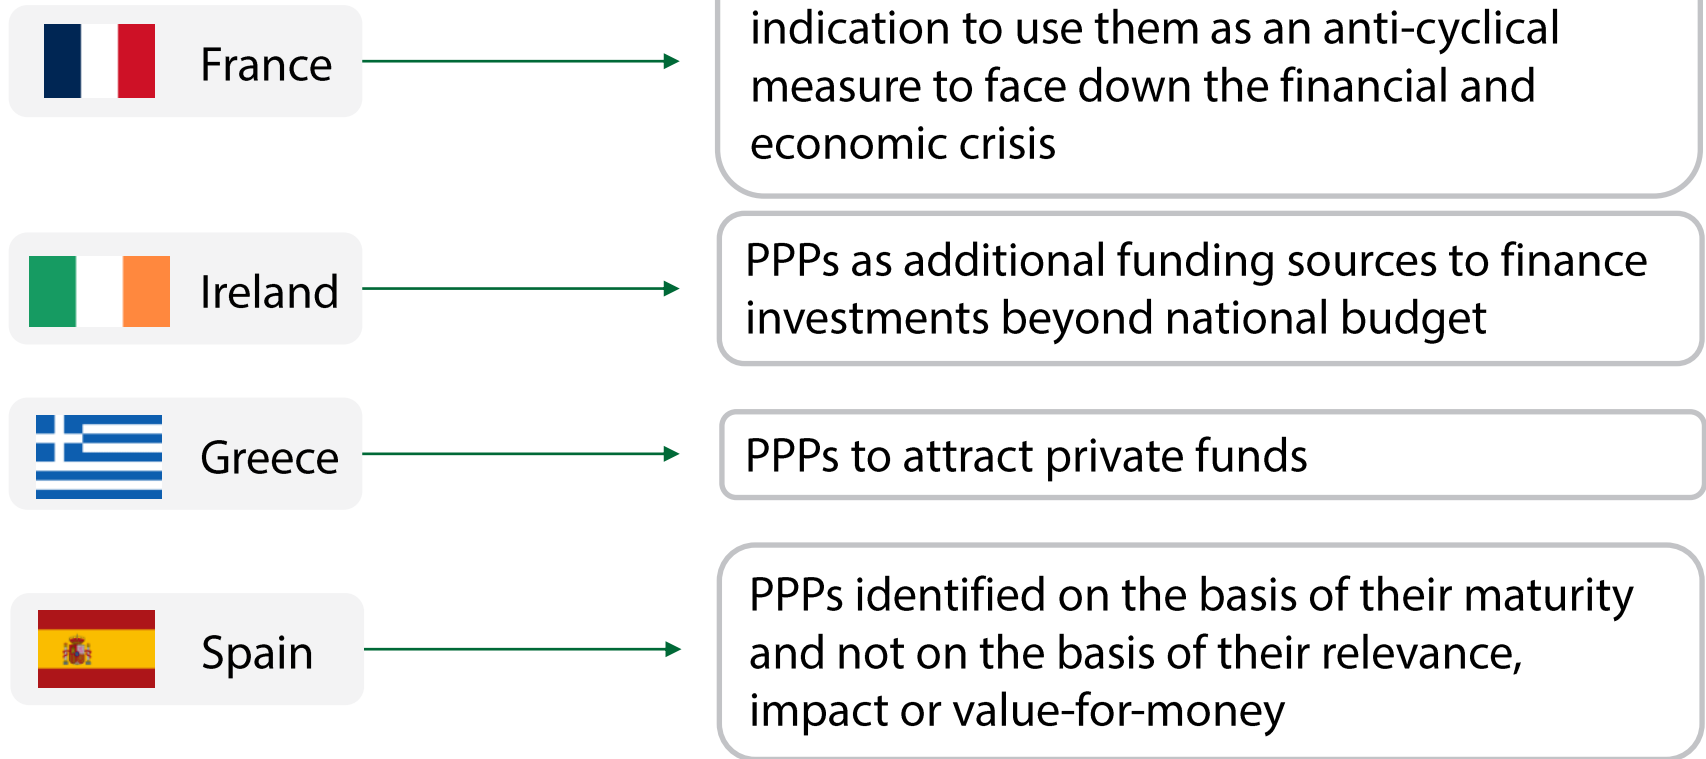 France
indication to use them as an anti-cyclical
measure to face down the financial and
economic crisis
Ireland
PPPs as additional funding sources to finance
investments beyond national budget
Greece
PPPs to attract private funds
Spain
PPPs identified on the basis of their maturity
and not on the basis of their relevance,
impact or value-for-money